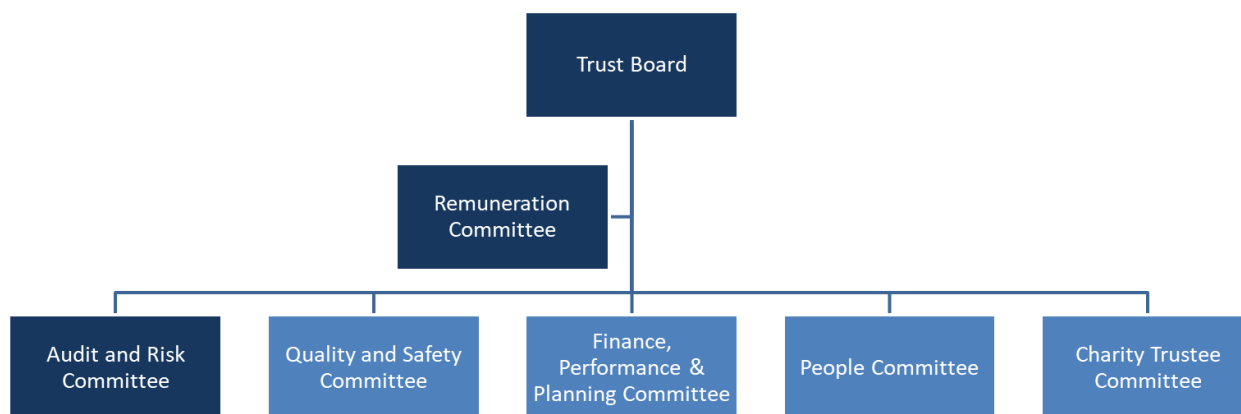 Trust Board
Remuneration
Committee
Audit and Risk
Committee
Quality and Safety
Committee
Finance,
Performance &
Planning Committee
People Committee
Charity Trustee
Committee